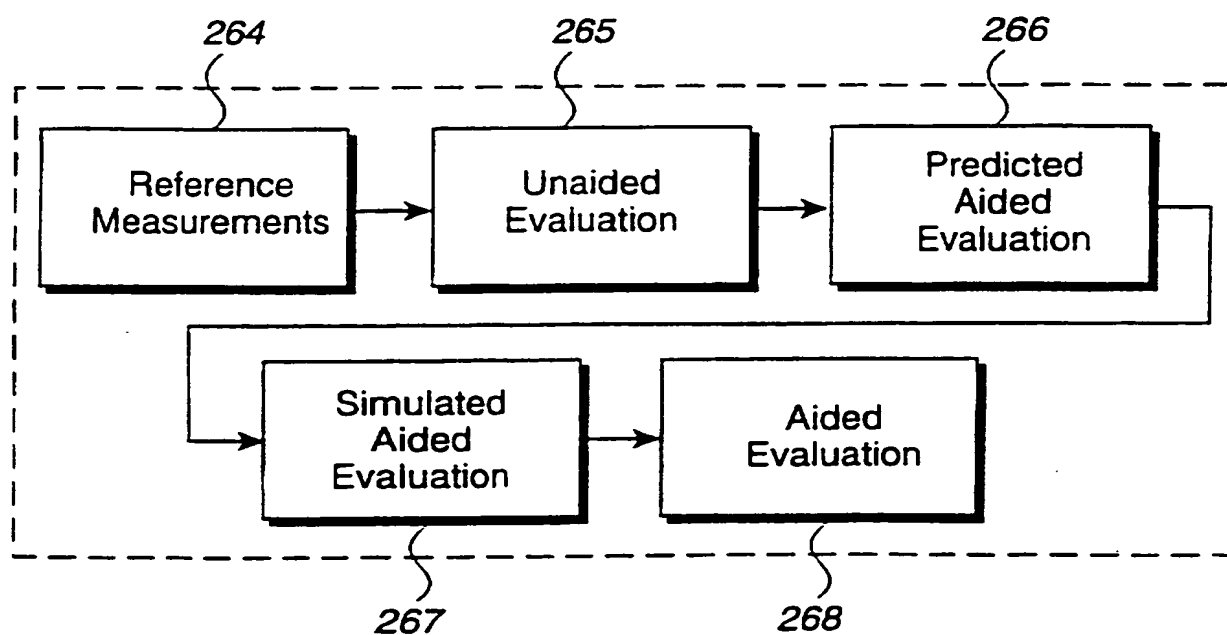 264
265
266
Reference
Measurements
Unaided
Evaluation
Predicted
Aided
Evaluation
Simulated
Aided
Evaluation
Aided
Evaluation
267
268